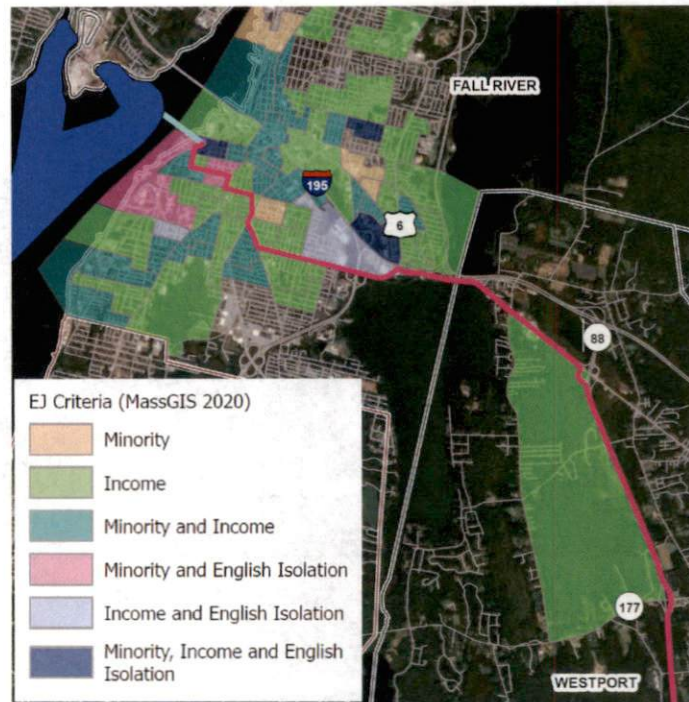 FALL RIVER
195
6
88
EJ Criteria (MassGIS 2020)
Minority
Income
Minority and Income
Minority and English Isolation
Income and English Isolation
Minority, Income and English
Isolation
177
WESTPORT